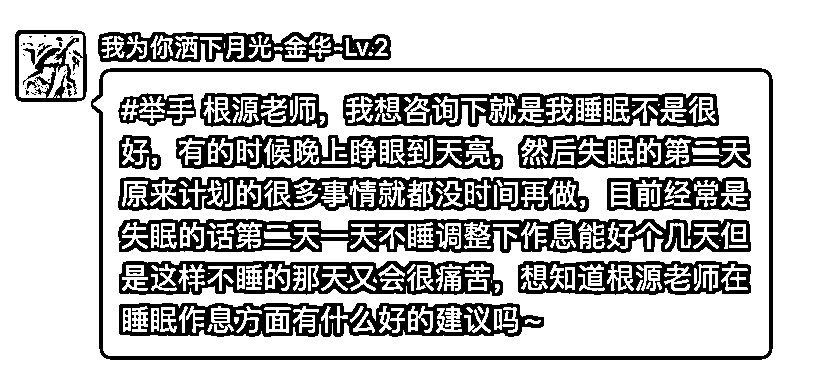 我为你洒下月光-金华-Lv.2
#举手 根源老师，我想咨询下就是我睡眠不是很
好，有的时候晚上睁眼到天亮，然后失眠的第二天
原来计划的很多事情就都没时间再做，目前经常是
失眠的话第二天一天不睡调整下作息能好个几天但
是这样不睡的那天又会很痛苦，想知道根源老师在
睡眠作息方面有什么好的建议吗～